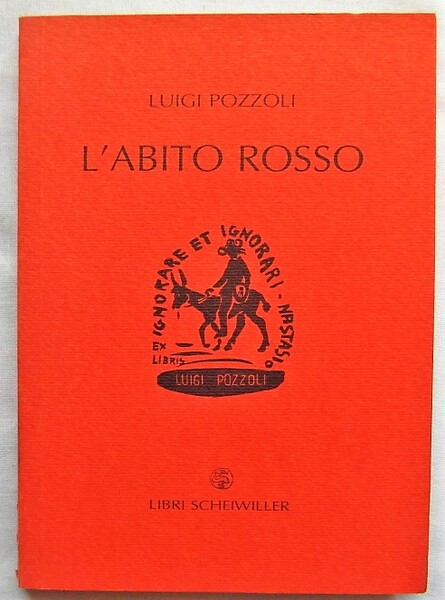 LUIGI POZZOLI
L'ABITO ROSSO
IGNORARE ET IGNORARI - NASTASIO
EX
LIBRIS
LUIGI POZZOLI
LIBRI SCHEIWILLER